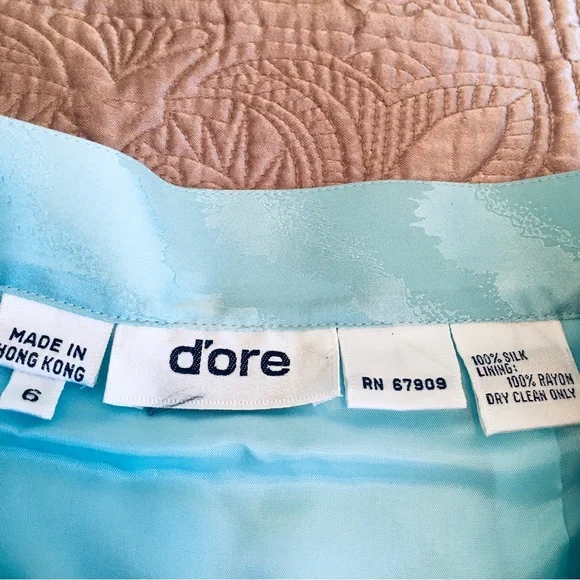 MADE IN
HONG KONG
6
d'ore
RN 67909
100% SILK
LINING:
100% RAYON
DRY CLEAN ONLY